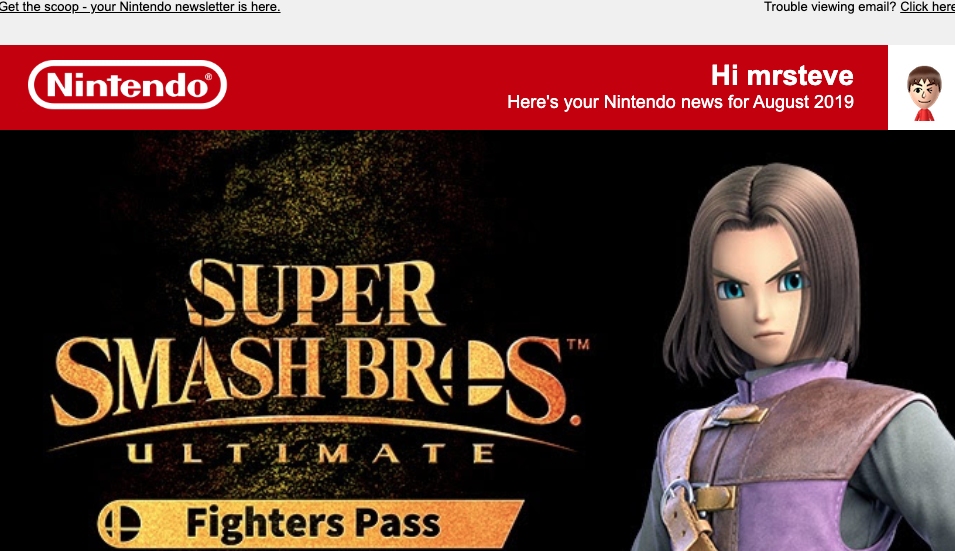 Get the scoop - your Nintendo newsletter is here.
Trouble viewing email? Click here
Nintendo®
Hi mrsteve
Here's your Nintendo news for August 2019
SUPER
SMASH BROS.™
ULTIMATE
Fighters Pass